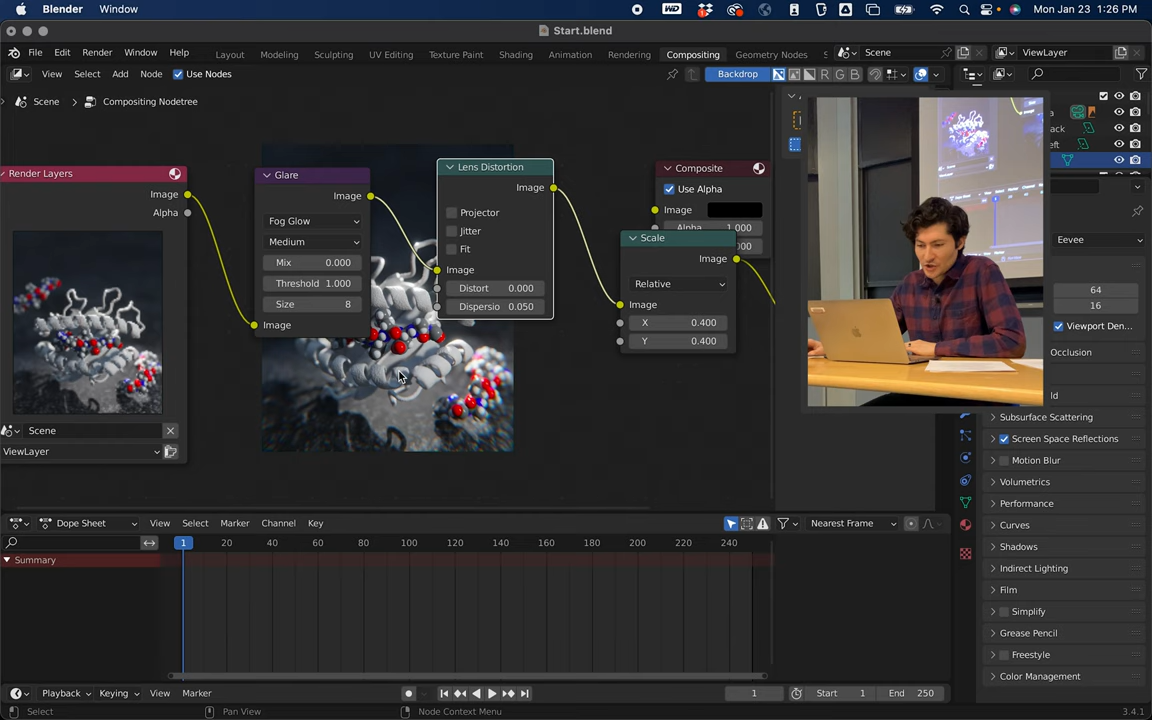 Blender Window Mon Jan 23 1:26 PM
Start.blend
File Edit Render Window Help Layout Modeling Sculpting UV Editing Texture Paint Shading Animation Rendering Compositing Geometry Nodes S Scene ViewLayer
View Select Add Node Use Nodes Backdrop R G B
Scene > Compositing Nodetree
Render Layers
Image
Alpha
Scene
ViewLayer
Glare
Image
Fog Glow
Medium
Mix 0.000
Threshold 1.000
Size 8
Image
Lens Distortion
Image
Projector
Jitter
Fit
Image
Distort 0.000
Dispersio 0.050
Composite
Use Alpha
Image
Alpha 1.000
000
Scale
Image
Relative
Image
X 0.400
Y 0.400
a
ack
eft
Eevee
64
16
Viewport Den...
Occlusion
ld
Subsurface Scattering
Screen Space Reflections
Motion Blur
Volumetrics
Performance
Curves
Shadows
Indirect Lighting
Film
Simplify
Grease Pencil
Freestyle
Color Management
Dope Sheet View Select Marker Channel Key Nearest Frame
1 20 40 60 80 100 120 140 160 180 200 220 240
Summary
Playback Keying View Marker 1 Start 1 End 250
Select Pan View Node Context Menu 3.4.1